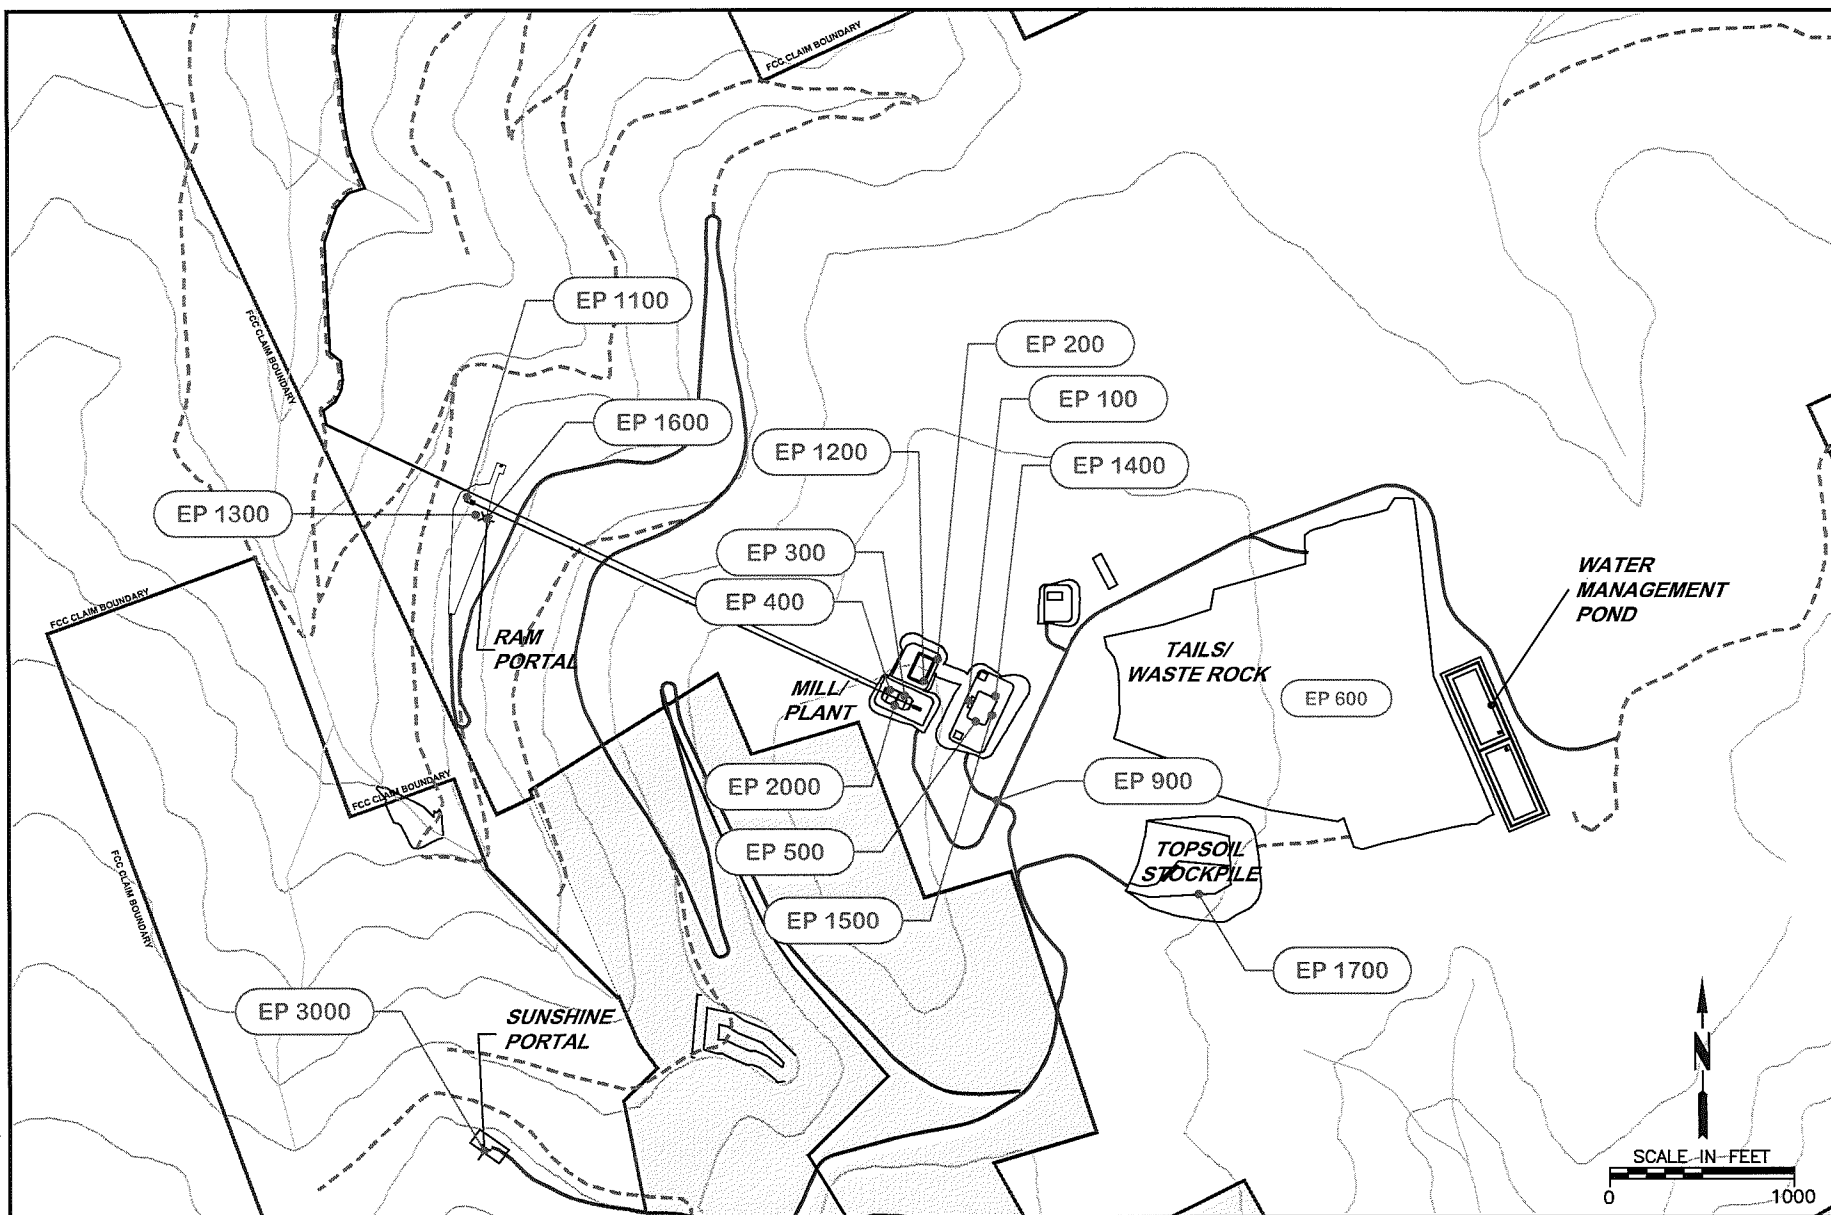 FCC CLAIM BOUNDARY
EP 1100
FCC CLAIM BOUNDARY
EP 200
EP 100
EP 1600
EP 1200
EP 1400
EP 1300
EP 300
WATER
MANAGEMENT
POND
FCC CLAIM BOUNDARY
EP 400
RAM
PORTAL
TAILS/
WASTE ROCK
MILL/
PLANT
EP 600
EP 2000
EP 900
FCC CLAIM BOUNDARY
EP 500
TOPSOIL
STOCKPILE
FCC CLAIM BOUNDARY
EP 1500
EP 1700
EP 3000
SUNSHINE
PORTAL
N
SCALE IN FEET
0 1000